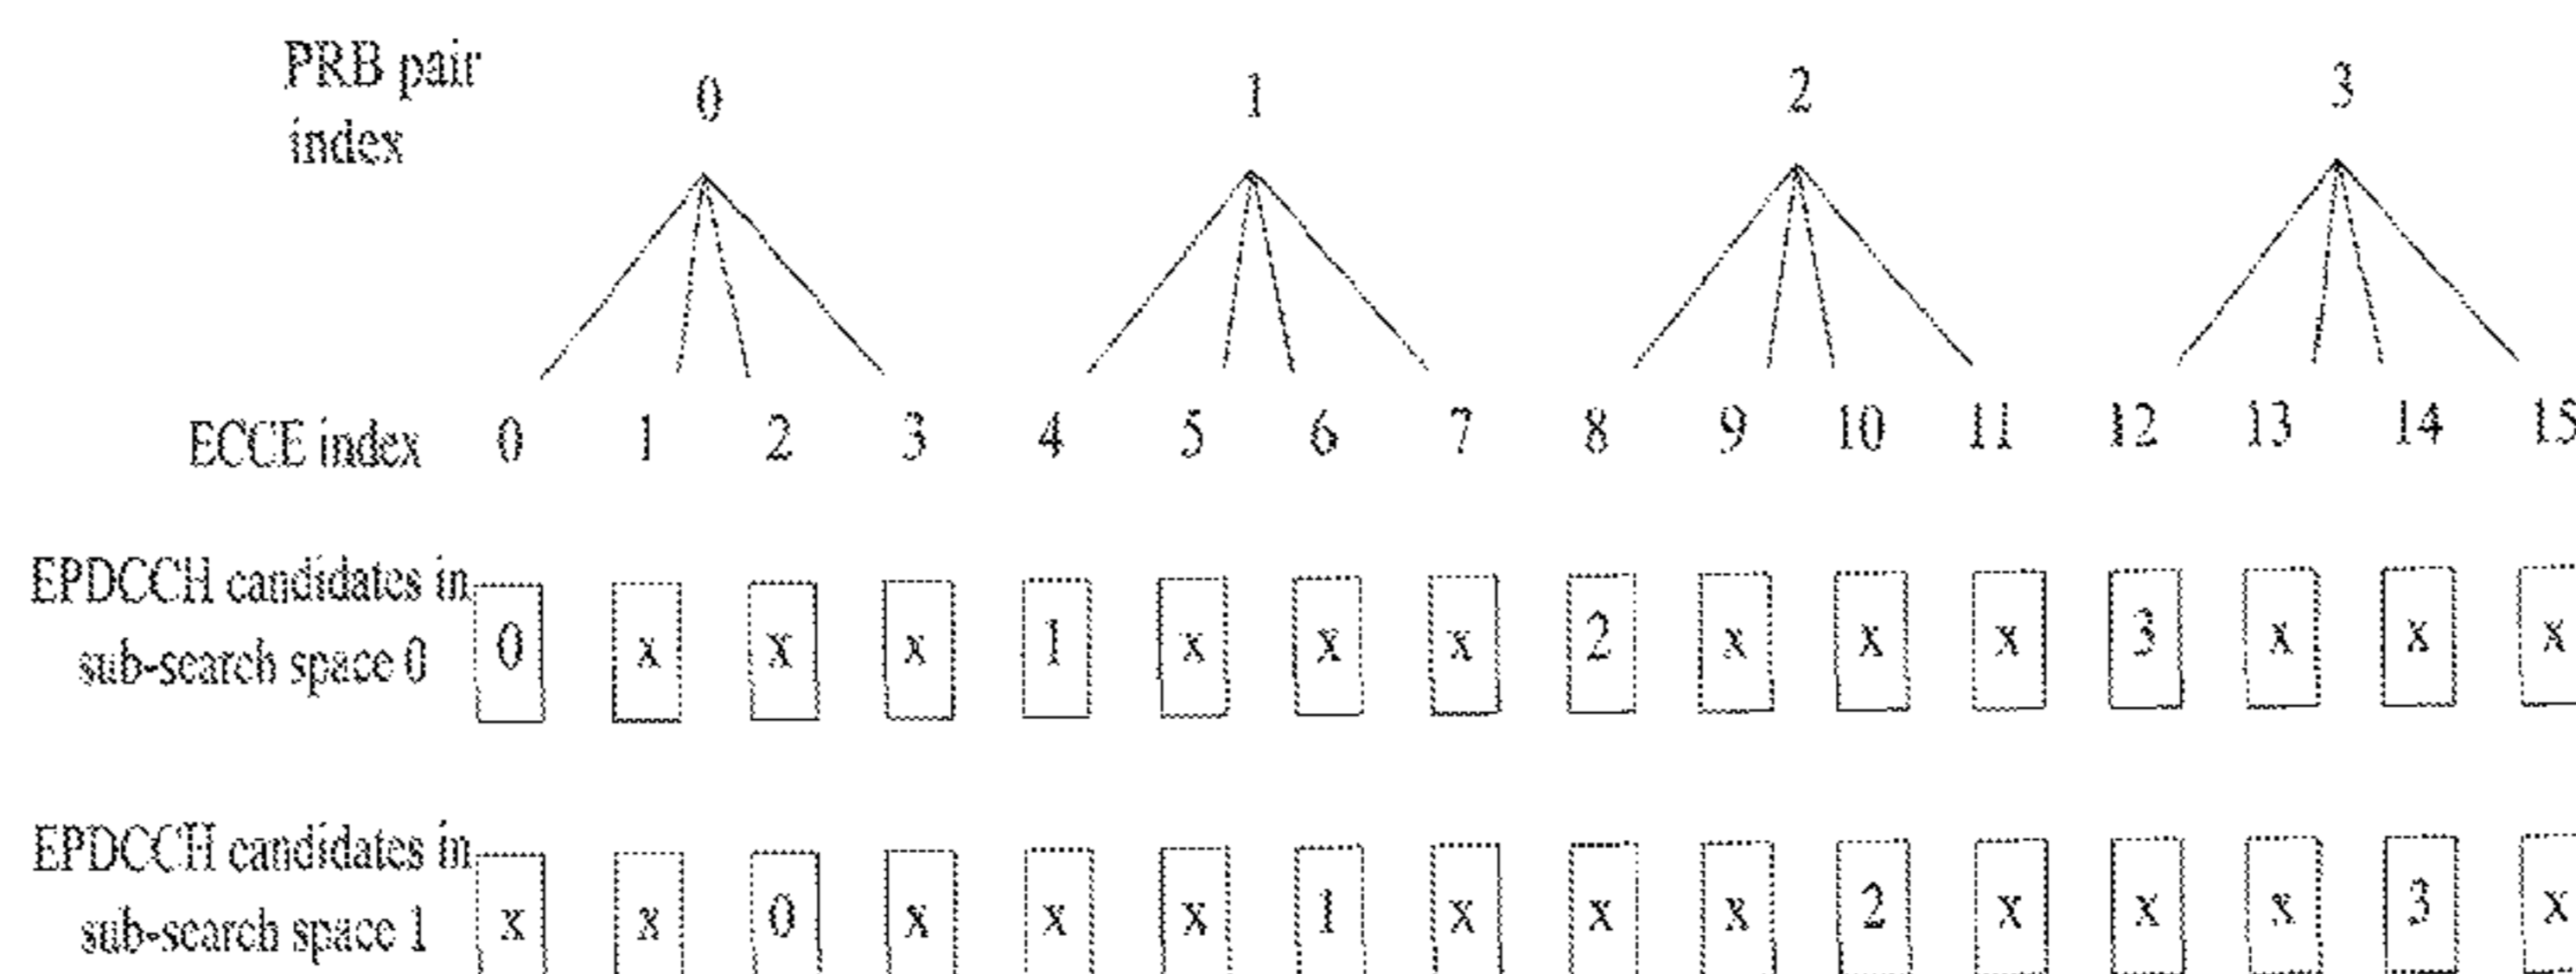 PRB pair
index
0 1 2 3
ECCE index 0 1 2 3 4 5 6 7 8 9 10 11 12 13 14 15
EPDCCH candidates in
sub-search space 0
0 x x x 1 x x x 2 x x x 3 x x x
EPDCCH candidates in
sub-search space 1
x x 0 x x x 1 x x x 2 x x x 3 x